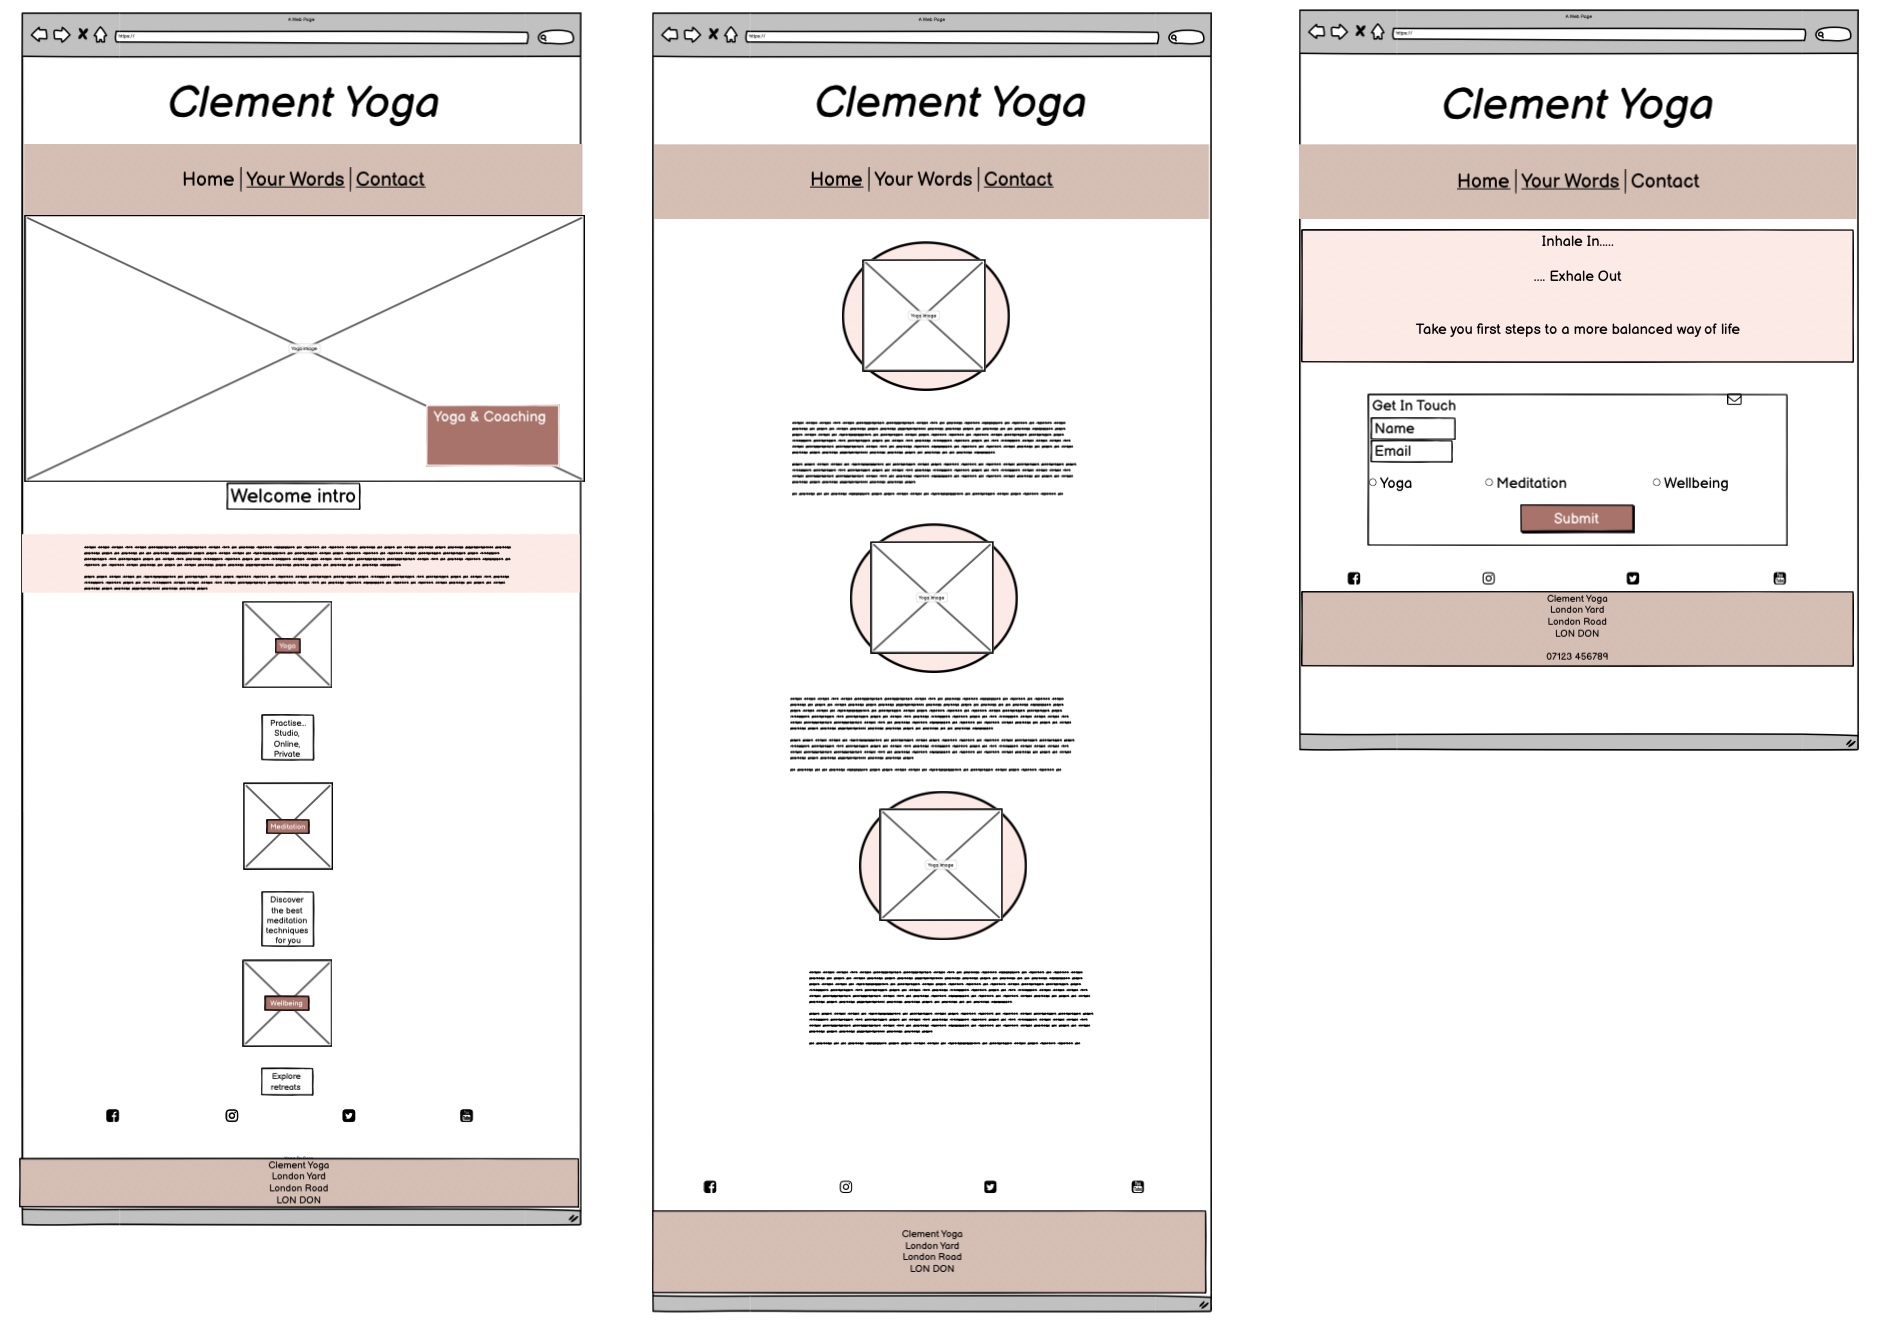 A Web Page
https://
Clement Yoga
Home | Your Words | Contact
Yoga Image
Yoga & Coaching
Welcome intro
Yoga
Practise...
Studio,
Online,
Private
Meditation
Discover
the best
meditation
techniques
for you
Wellbeing
Explore
retreats
Clement Yoga
London Yard
London Road
LON DON
A Web Page
https://
Clement Yoga
Home | Your Words | Contact
Yoga Image
Yoga Image
Yoga Image
Clement Yoga
London Yard
London Road
LON DON
A Web Page
https://
Clement Yoga
Home | Your Words | Contact
Inhale In.....
.... Exhale Out
Take you first steps to a more balanced way of life
Get In Touch
Name
Email
Yoga Meditation Wellbeing
Submit
Clement Yoga
London Yard
London Road
LON DON
07123 456789